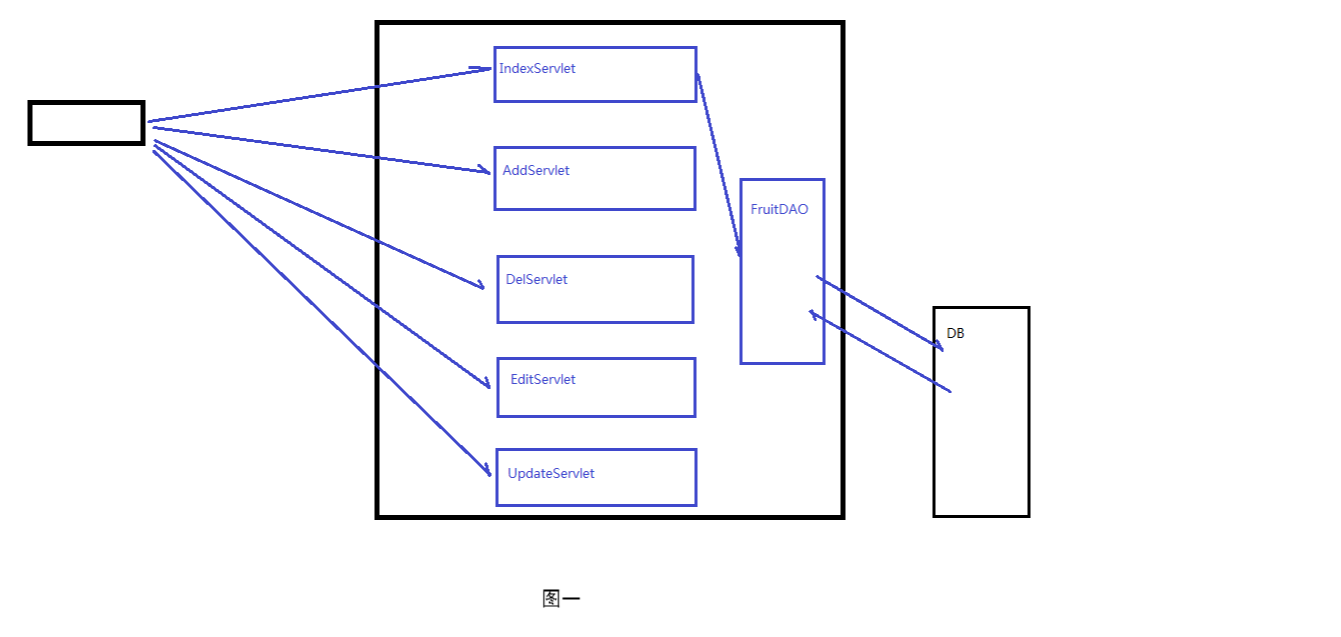 IndexServlet
AddServlet
FruitDAO
DelServlet
DB
EditServlet
UpdateServlet
图一